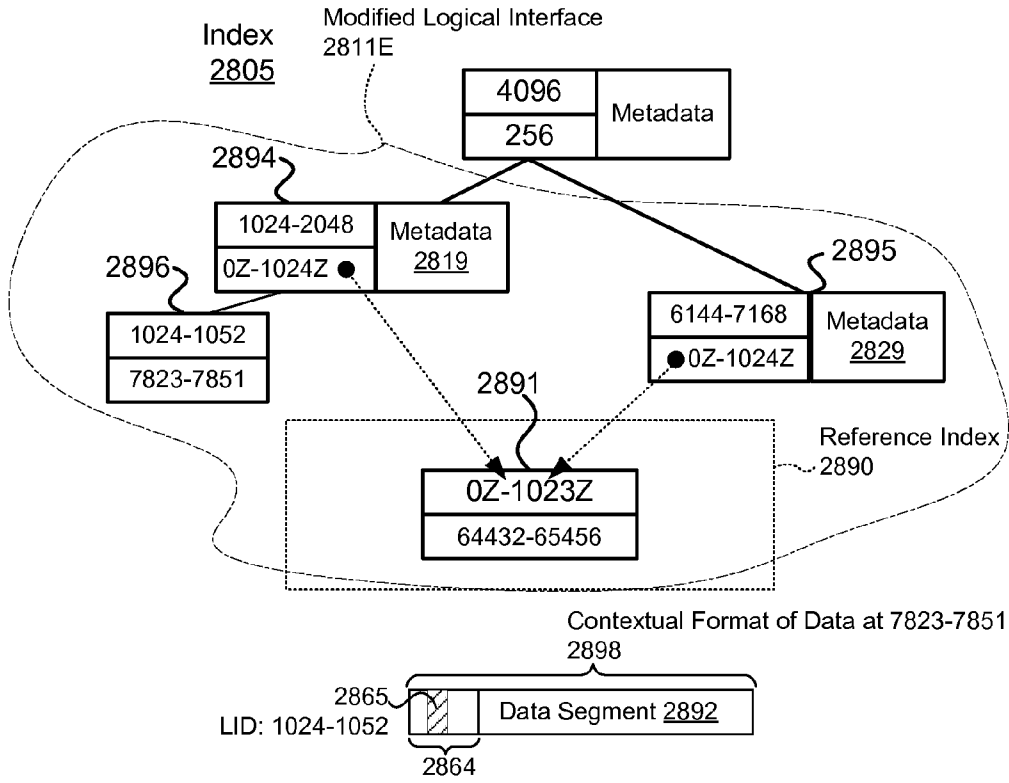 Modified Logical Interface
2811E
Index
2805
4096
256
Metadata
2894
1024-2048
0Z-1024Z
Metadata
2819
2896
1024-1052
7823-7851
2895
6144-7168
0Z-1024Z
Metadata
2829
2891
Reference Index
2890
0Z-1023Z
64432-65456
Contextual Format of Data at 7823-7851
2898
2865
LID: 1024-1052
Data Segment 2892
2864